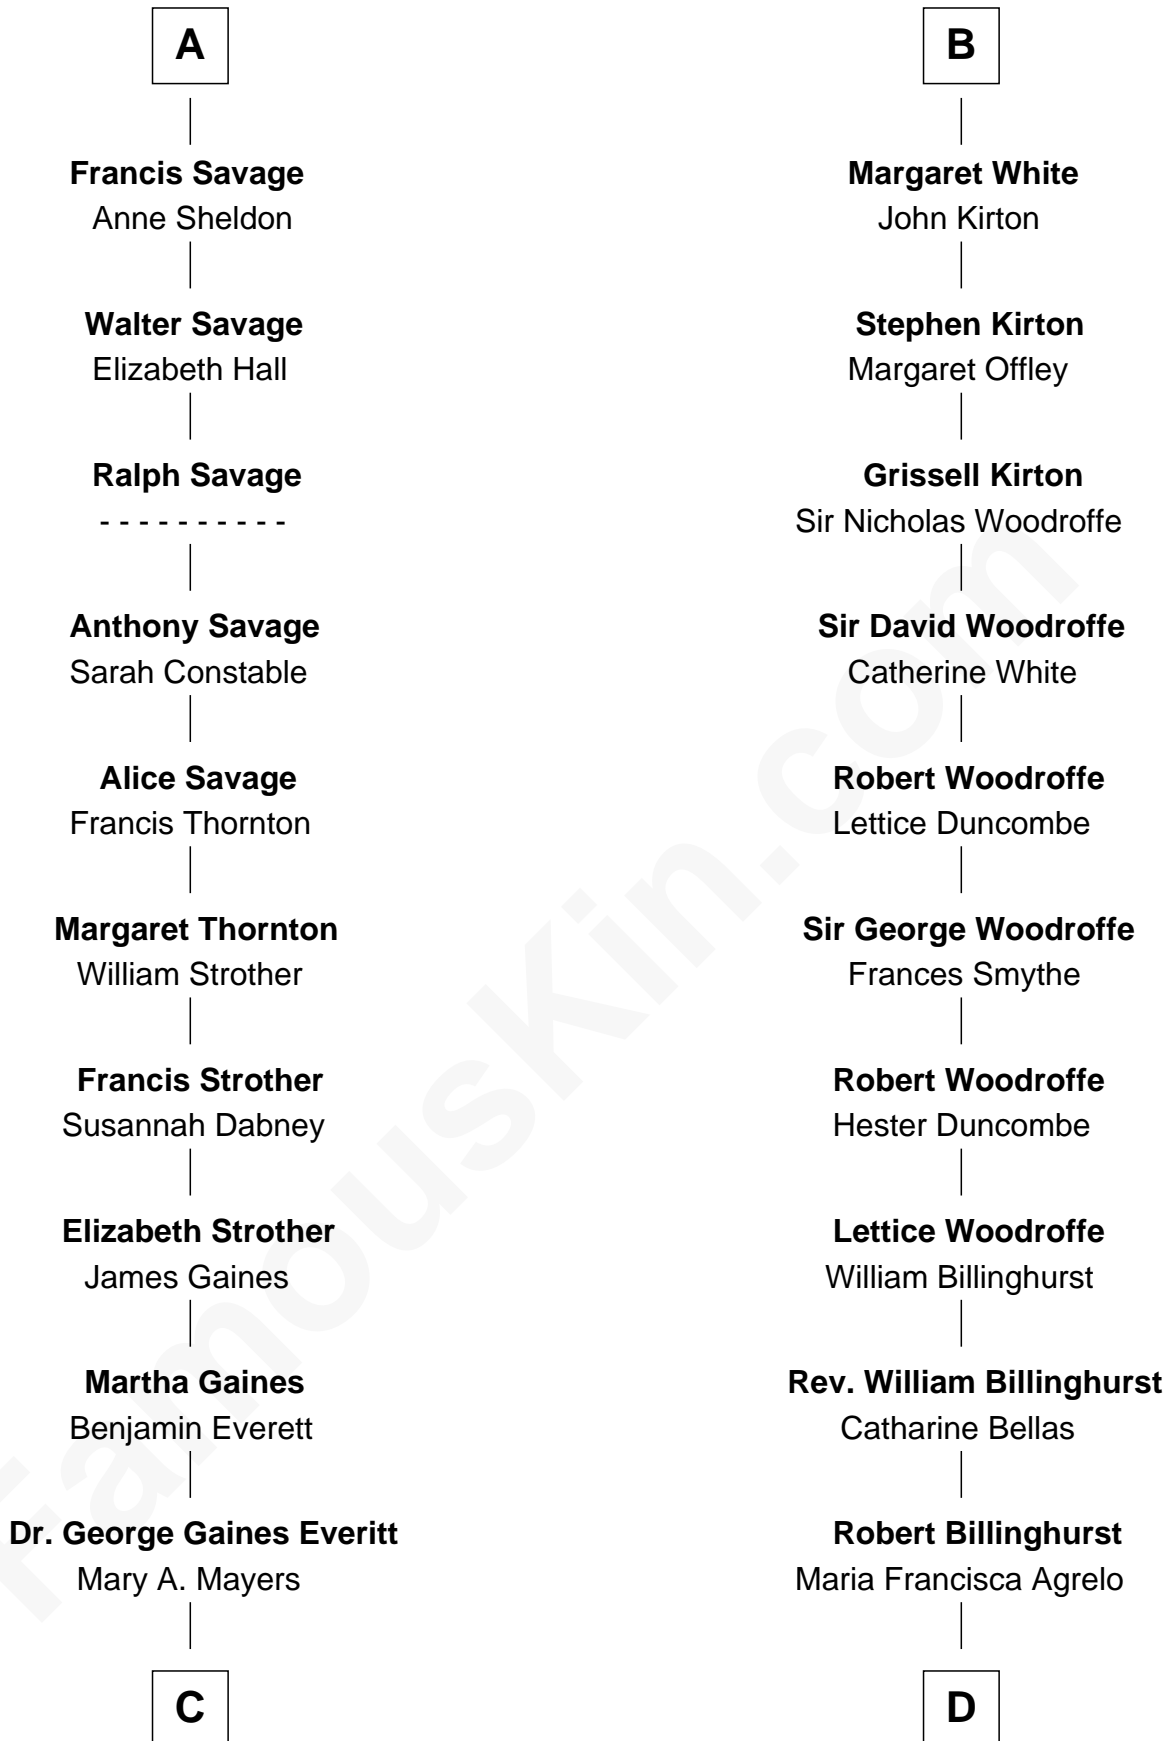 A
Francis Savage
Anne Sheldon
Walter Savage
Elizabeth Hall
Ralph Savage
- - - - - - - - - -
Anthony Savage
Sarah Constable
Alice Savage
Francis Thornton
Margaret Thornton
William Strother
Francis Strother
Susannah Dabney
Elizabeth Strother
James Gaines
Martha Gaines
Benjamin Everett
Dr. George Gaines Everitt
Mary A. Mayers
C
B
Margaret White
John Kirton
Stephen Kirton
Margaret Offley
Grissell Kirton
Sir Nicholas Woodroffe
Sir David Woodroffe
Catherine White
Robert Woodroffe
Lettice Duncombe
Sir George Woodroffe
Frances Smythe
Robert Woodroffe
Hester Duncombe
Lettice Woodroffe
William Billinghurst
Rev. William Billinghurst
Catharine Bellas
Robert Billinghurst
Maria Francisca Agrelo
D
FamousKin.com